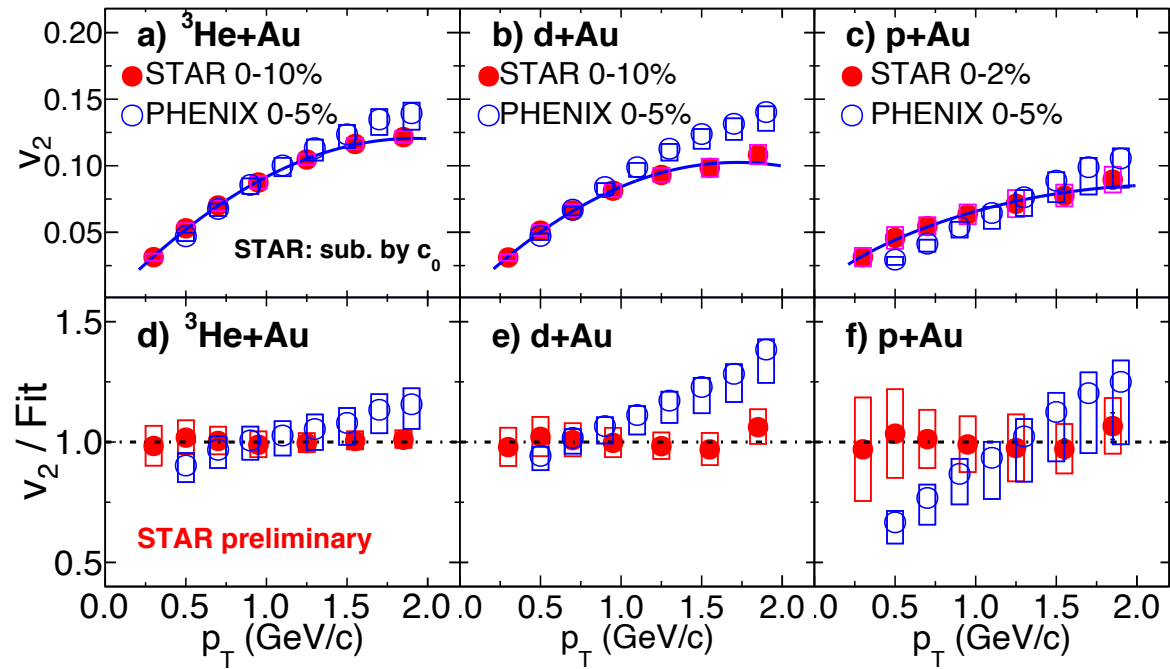 a) ³He+Au
STAR 0-10%
PHENIX 0-5%
STAR: sub. by c₀
b) d+Au
STAR 0-10%
PHENIX 0-5%
c) p+Au
STAR 0-2%
PHENIX 0-5%
v₂
0.20
0.15
0.10
0.05
d) ³He+Au
STAR preliminary
e) d+Au
f) p+Au
v₂ / Fit
1.5
1.0
0.5
0.0 0.5 1.0 1.5 2.0
0.5 1.0 1.5 2.0
0.5 1.0 1.5 2.0
p_T (GeV/c)
p_T (GeV/c)
p_T (GeV/c)